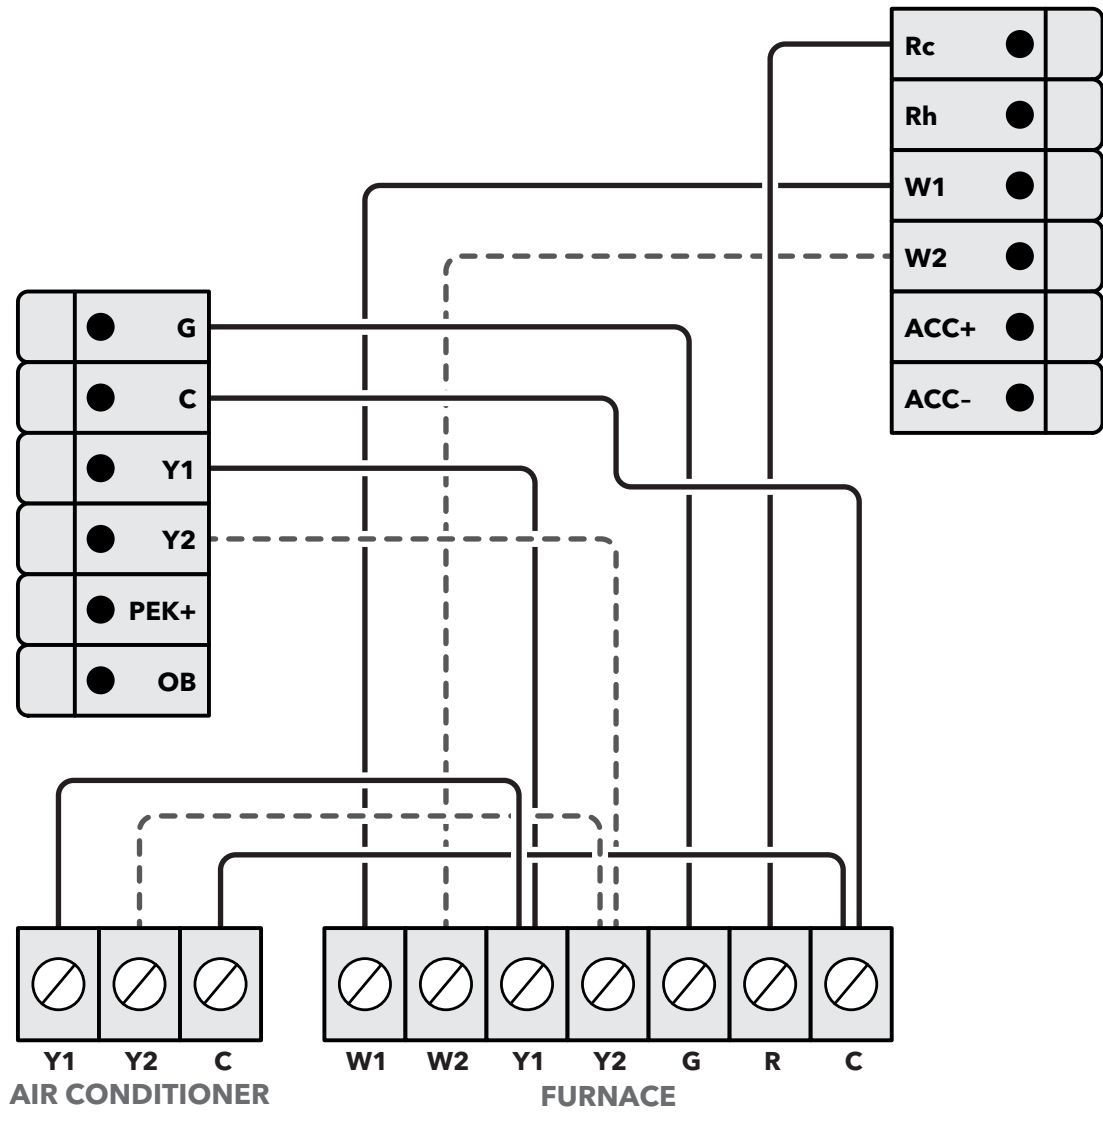 Rc
Rh
W1
W2
ACC+
ACC-
G
C
Y1
Y2
PEK+
OB
Y1 Y2 C
AIR CONDITIONER
W1 W2 Y1 Y2 G R C
FURNACE